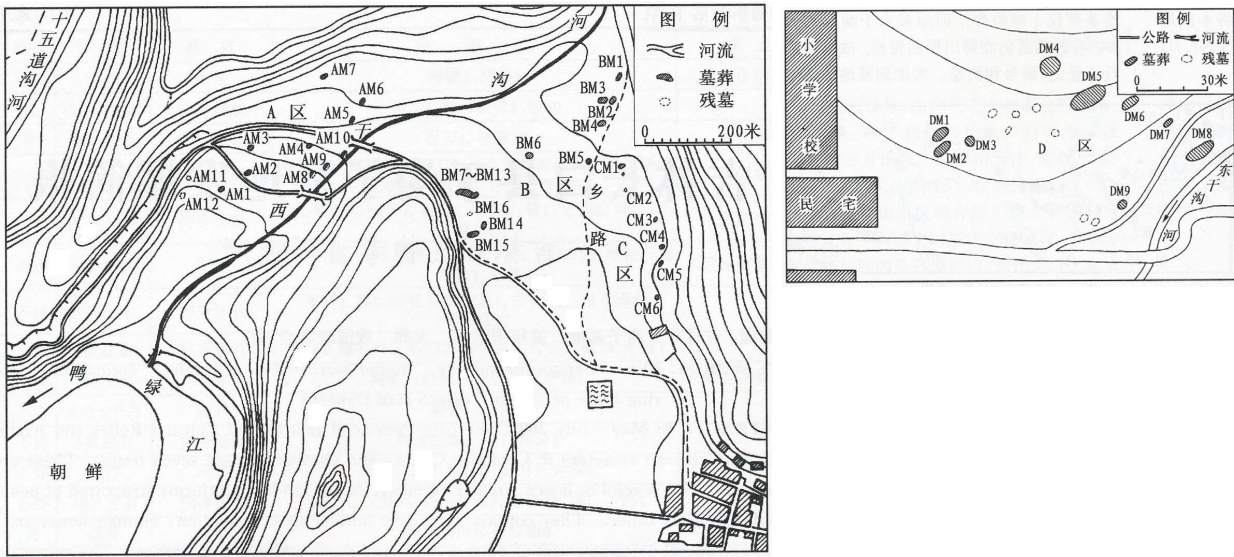 图 例
河流
墓葬
残墓
0 200米
十
五
道
沟
河
西
干
沟
河
鸭
绿
江
朝 鲜
A 区
B 区
C
区
乡
路
AM7
AM6
AM5
AM3
AM4
AM10
AM9
AM2
AM8
AM11
AM1
AM12
BM1
BM3
BM2
BM4
BM6
BM5
CM1
BM7~BM13
CM2
BM16
CM3
BM14
BM15
CM4
CM5
CM6
图 例
公路
河流
墓葬
残墓
0 30米
小
学
校
民 宅
DM4
DM5
DM6
DM1
DM7
DM8
DM3
D 区
DM2
DM9
东
干
沟
河